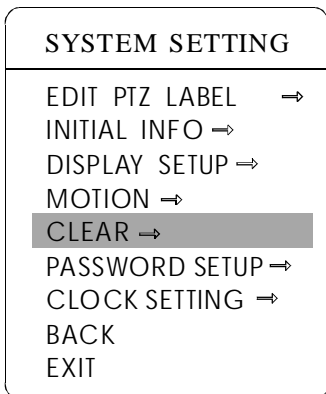 SYSTEM SETTING
EDIT PTZ LABEL ⇒
INITIAL INFO ⇒
DISPLAY SETUP ⇒
MOTION ⇒
CLEAR ⇒
PASSWORD SETUP ⇒
CLOCK SETTING ⇒
BACK
EXIT